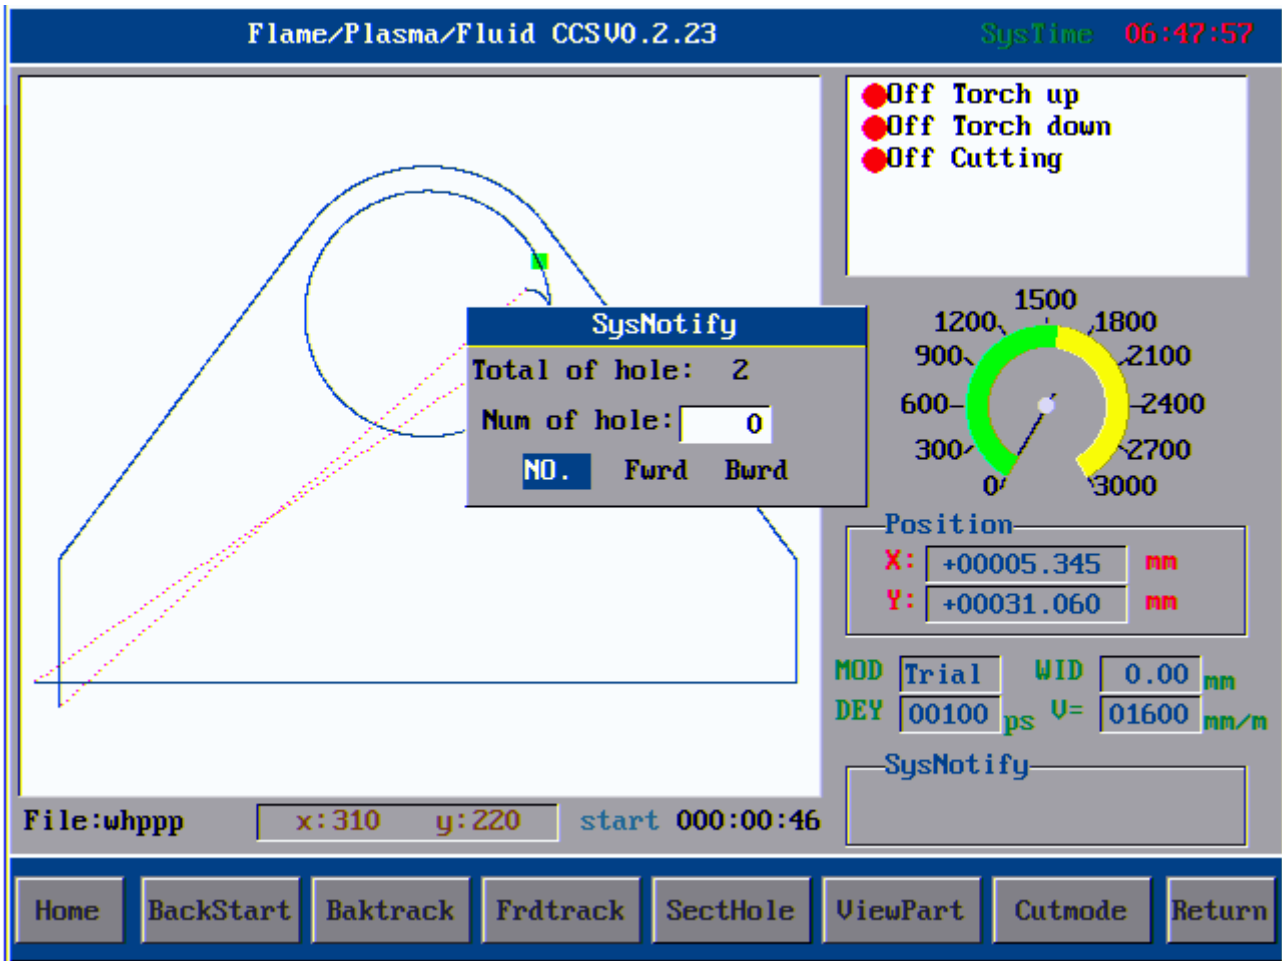 Flame/Plasma/Fluid CCSV0.2.23 SysTime 06:47:57
Off Torch up
Off Torch down
Off Cutting
SysNotify
Total of hole: 2
Num of hole: 0
NO. Fwrd Bwrd
1500
1200 1800
900 2100
600 2400
300 2700
0 3000
Position
X: +00005.345 mm
Y: +00031.060 mm
MOD Trial WID 0.00 mm
DEY 00100 ps V= 01600 mm/m
SysNotify
File:whppp x:310 y:220 start 000:00:46
Home BackStart Baktrack Frdtrack SectHole ViewPart Cutmode Return